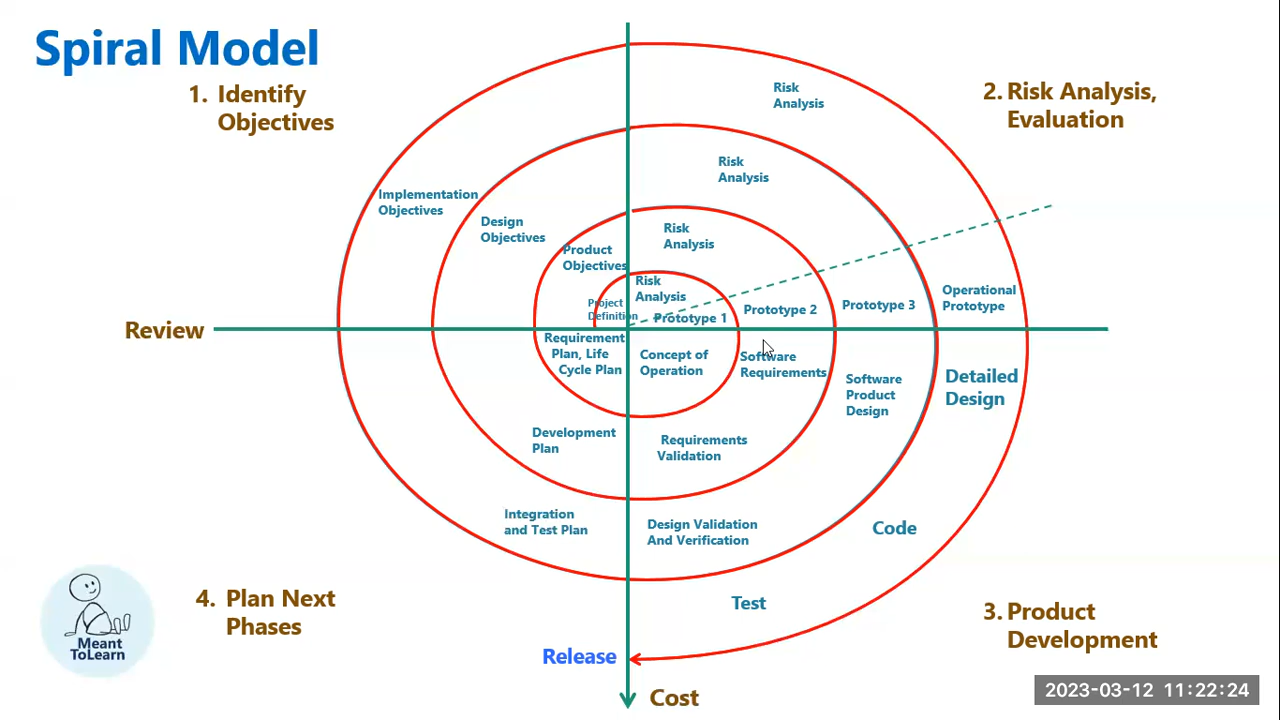 Spiral Model
1. Identify
Objectives
2. Risk Analysis,
Evaluation
Risk
Analysis
Risk
Analysis
Implementation
Objectives
Design
Objectives
Product
Objectives
Risk
Analysis
Risk
Analysis
Project
Definition
Prototype 1
Prototype 2
Prototype 3
Operational
Prototype
Review
Requirement
Plan, Life
Cycle Plan
Concept of
Operation
Software
Requirements
Software
Product
Design
Detailed
Design
Development
Plan
Requirements
Validation
Integration
and Test Plan
Design Validation
And Verification
Code
Test
4. Plan Next
Phases
3. Product
Development
Meant
ToLearn
Release
Cost
2023-03-12 11:22:24